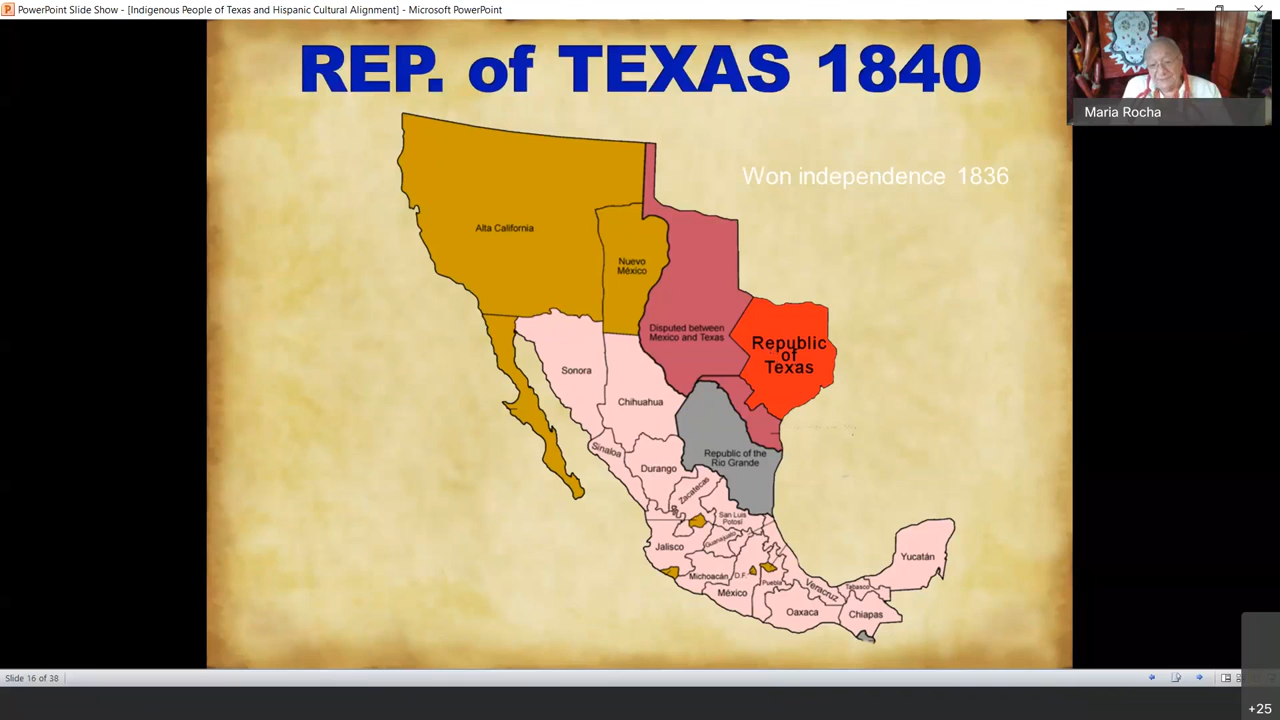 PowerPoint Slide Show - [Indigenous People of Texas and Hispanic Cultural Alignment] - Microsoft PowerPoint
REP. of TEXAS 1840
Maria Rocha
Won independence 1836
Alta California
Nuevo
México
Disputed between
Mexico and Texas
Republic
of
Texas
Sonora
Chihuahua
Sinaloa
Durango
Republic of the
Rio Grande
Zacatecas
San Luis
Potosí
Guanajuato
Jalisco
Michoacán
D.F.
México
Puebla
Veracruz
Tabasco
Oaxaca
Chiapas
Yucatán
Slide 16 of 38
+25